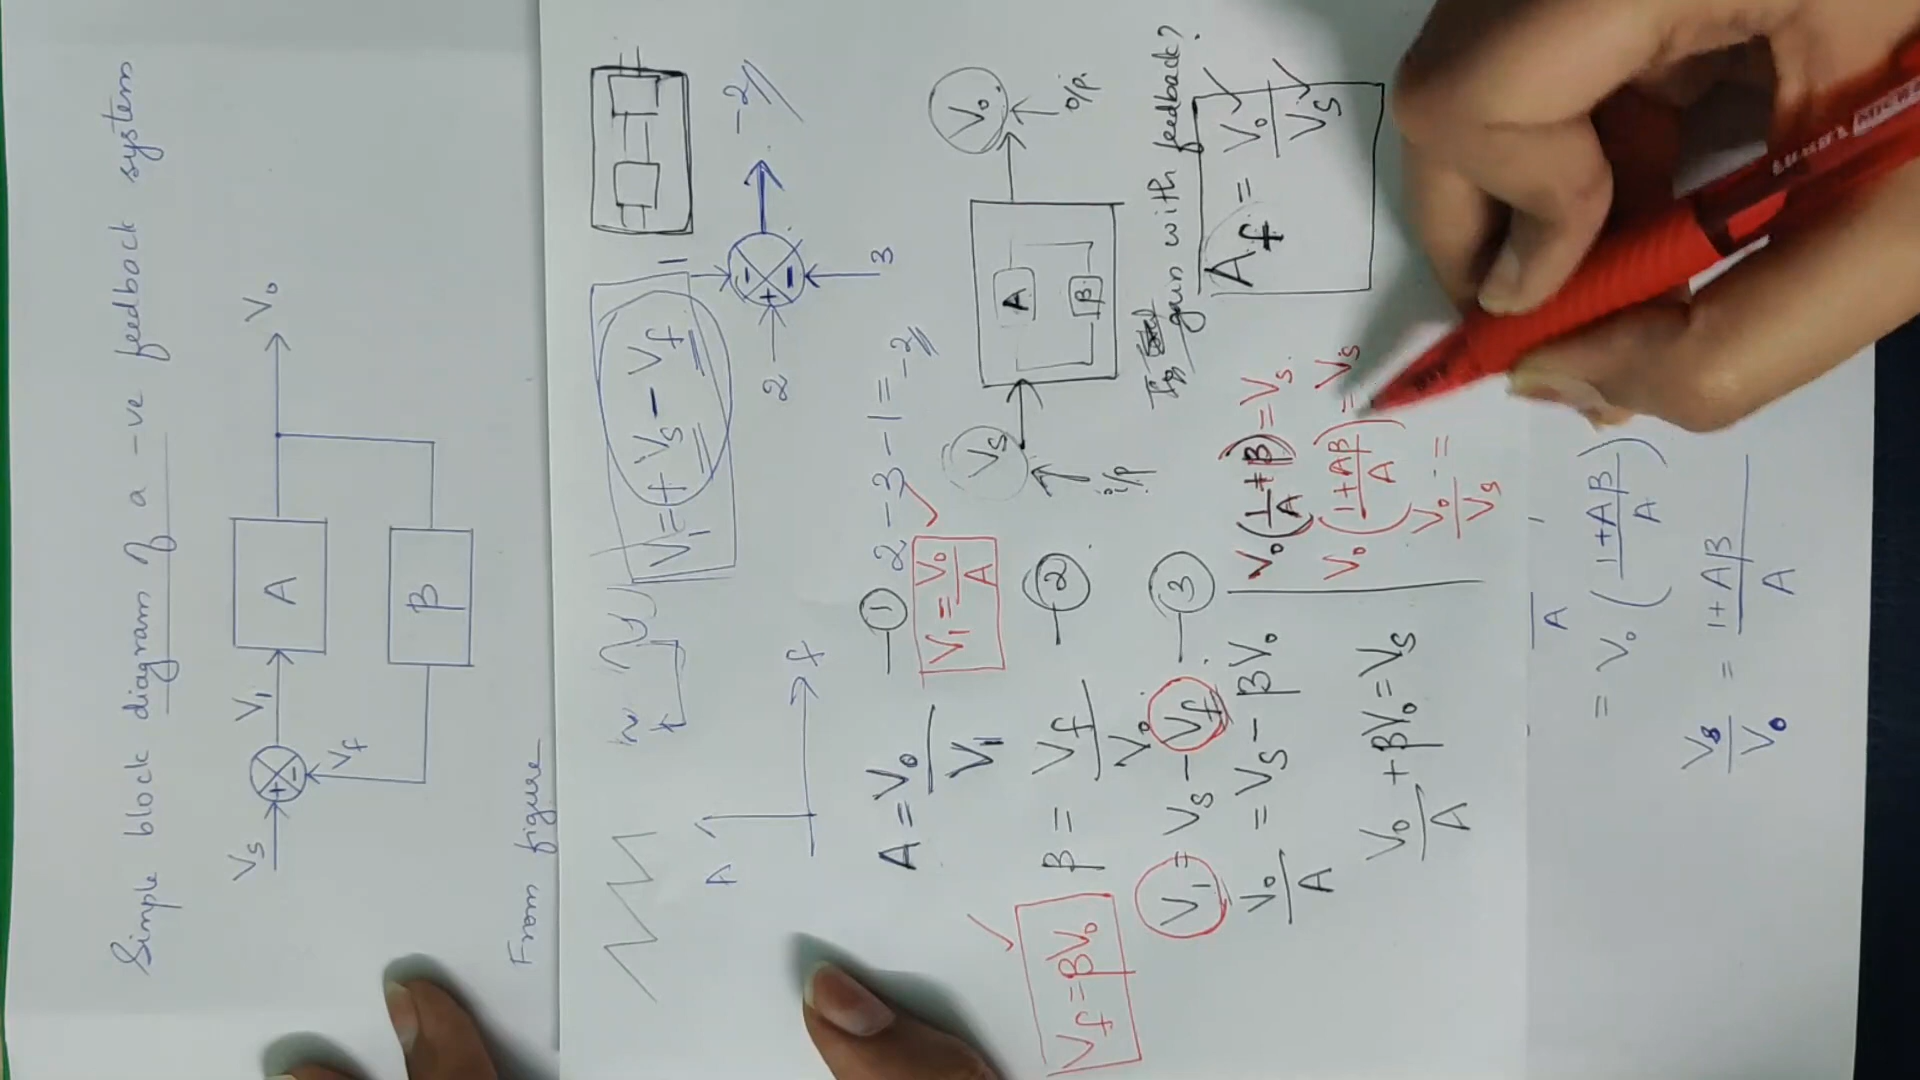 Simple block diagram of a -ve feedback system
Vs
+
-
V1
A
Vo
Vf
β
From figure
V1 = + Vs - Vf
1
2
3
+
-
-
-2
A
f
2 - 3 - 1 = -2
A = Vo / V1 — 1
V1 = Vo / A
β = Vf / Vo — 2
Vf = βVo
V1 = Vs - Vf — 3
Vo / A = Vs - βVo
Vo / A + βVo = Vs
Vs
i/p
A
β
Vo
o/p
gain with feedback?
Af = Vo / Vs
Vo (1/A + β) = Vs
Vo (1+Aβ / A) = Vs
Vo / Vs =
A
= Vo (1+Aβ / A)
Vs / Vo = 1+Aβ / A